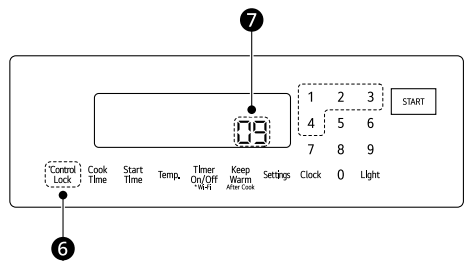 7
1 2 3 START
09 4 5 6
7 8 9
*Control Lock Cook Time Start Time Temp. Timer On/Off *Wi-Fi Keep Warm After Cook Settings Clock 0 Light
6